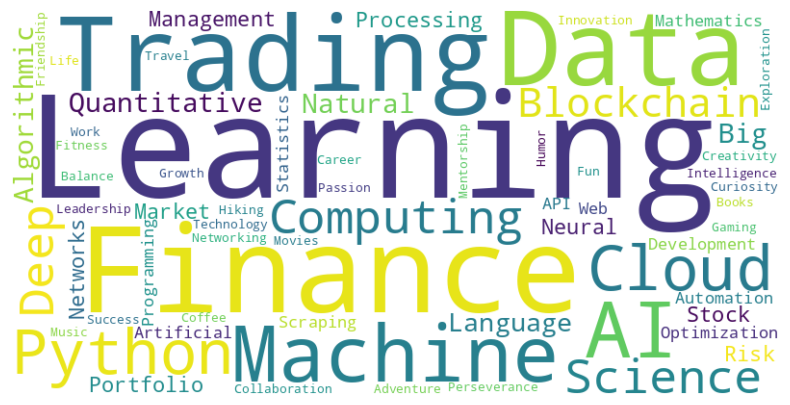 Friendship
Management
Processing
Innovation
Mathematics
Life
Travel
Trading
Data
Exploration
Algorithmic
Quantitative
Natural
Blockchain
Learning
Work
Fitness
Balance
Growth
Statistics
Career
Passion
Mentorship
Humor
Fun
Big
Creativity
Intelligence
Curiosity
Books
Leadership
Market
Hiking
Technology
Networking
Movies
Computing
API
Web
Neural
Gaming
Development
Deep
Networks
Programming
Finance
Cloud
Automation
Success
Coffee
Music
Artificial
Scraping
Language
AI
Stock
Optimization
Risk
Python
Machine
Science
Portfolio
Collaboration
Adventure
Perseverance